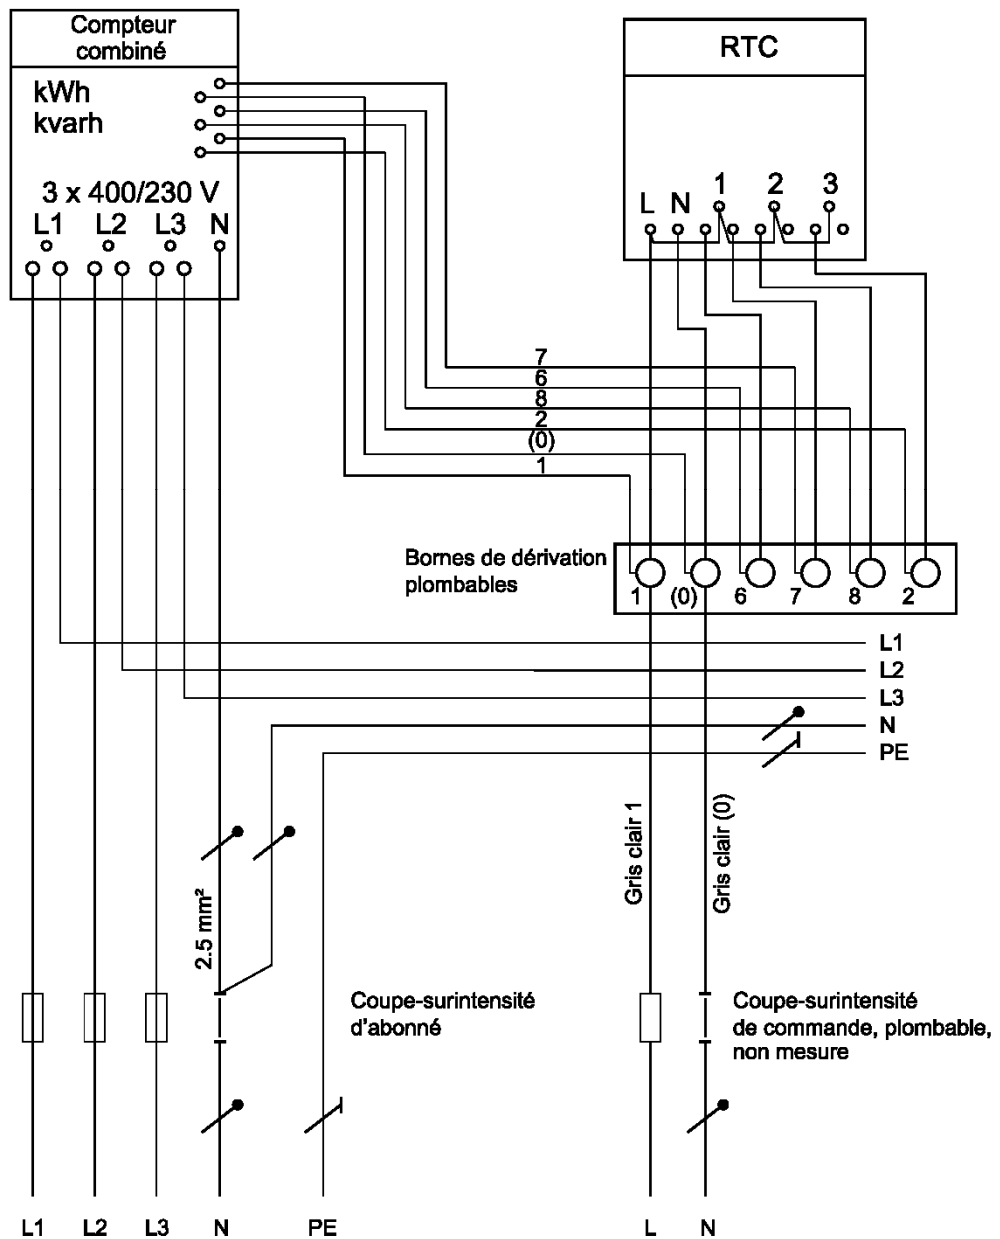 Compteur
combiné
kWh
kvarh
3 x 400/230 V
L1 L2 L3 N
RTC
1 2 3
L N
7
6
8
2
(0)
1
Bornes de dérivation
plombables
1 (0) 6 7 8 2
L1
L2
L3
N
PE
Gris clair 1
Gris clair (0)
2.5 mm²
Coupe-surintensité
d'abonné
Coupe-surintensité
de commande, plombable,
non mesure
L1 L2 L3 N PE L N